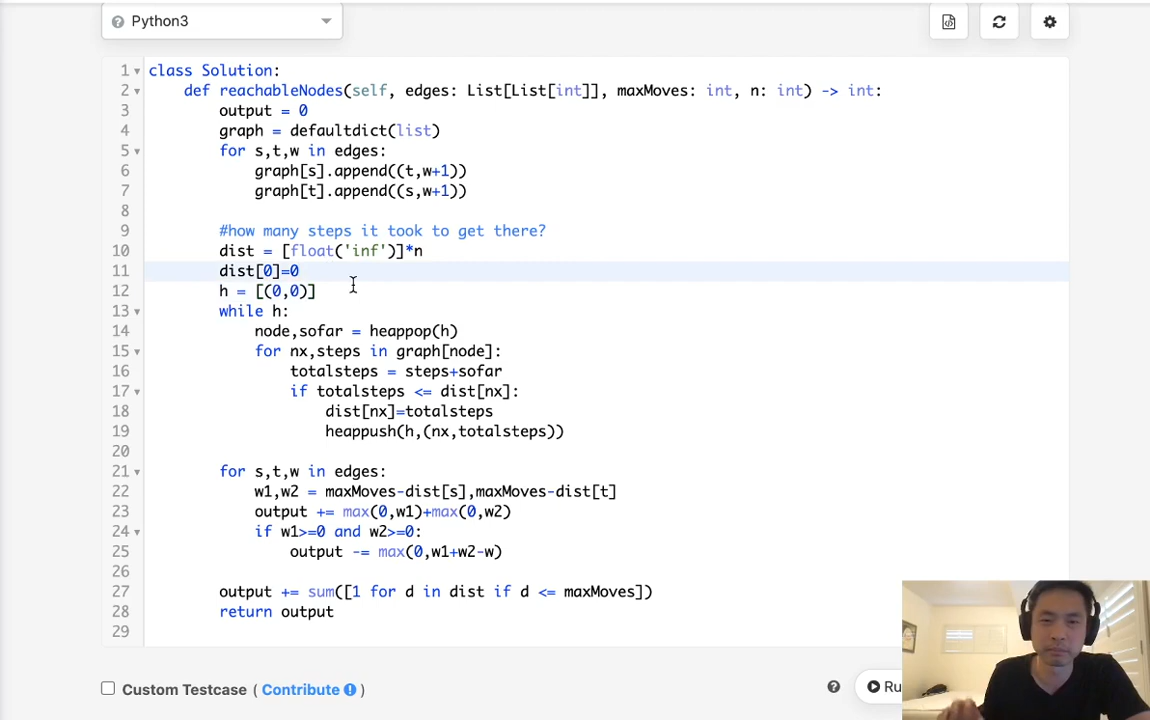 Python3
1 class Solution:
2 def reachableNodes(self, edges: List[List[int]], maxMoves: int, n: int) -> int:
3 output = 0
4 graph = defaultdict(list)
5 for s,t,w in edges:
6 graph[s].append((t,w+1))
7 graph[t].append((s,w+1))
8
9 #how many steps it took to get there?
10 dist = [float('inf')]*n
11 dist[0]=0
12 h = [(0,0)]
13 while h:
14 node,sofar = heappop(h)
15 for nx,steps in graph[node]:
16 totalsteps = steps+sofar
17 if totalsteps <= dist[nx]:
18 dist[nx]=totalsteps
19 heappush(h,(nx,totalsteps))
20
21 for s,t,w in edges:
22 w1,w2 = maxMoves-dist[s],maxMoves-dist[t]
23 output += max(0,w1)+max(0,w2)
24 if w1>=0 and w2>=0:
25 output -= max(0,w1+w2-w)
26
27 output += sum([1 for d in dist if d <= maxMoves])
28 return output
29
Custom Testcase ( Contribute )
Ru